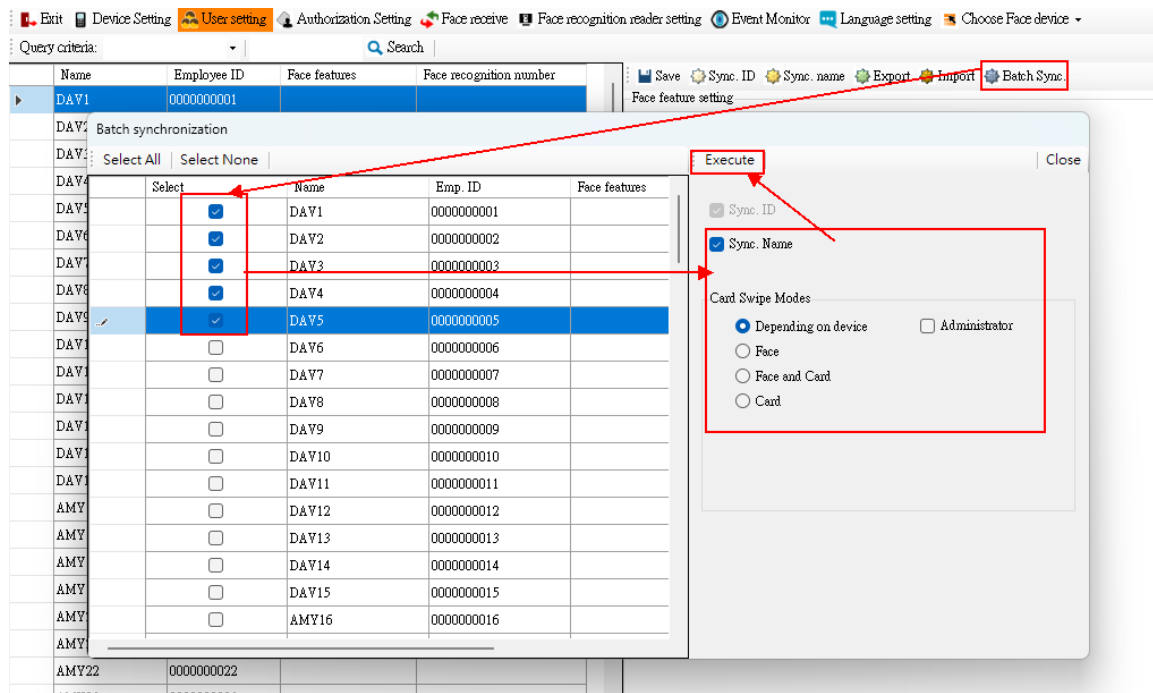 Exit Device Setting User setting Authorization Setting Face receive Face recognition reader setting Event Monitor Language setting Choose Face device
Query criteria: Search
Name Employee ID Face features Face recognition number
Save Sync. ID Sync. name Export Import Batch Sync.
DAV1 0000000001
Face feature setting
Batch synchronization
Select All Select None
Execute Close
Select Name Emp. ID Face features
DAV1 0000000001
DAV2 0000000002
DAV3 0000000003
DAV4 0000000004
DAV5 0000000005
DAV6 0000000006
DAV7 0000000007
DAV8 0000000008
DAV9 0000000009
DAV10 0000000010
DAV11 0000000011
DAV12 0000000012
DAV13 0000000013
DAV14 0000000014
DAV15 0000000015
AMY16 0000000016
Sync. ID
Sync. Name
Card Swipe Modes
Depending on device Administrator
Face
Face and Card
Card
AMY22 0000000022